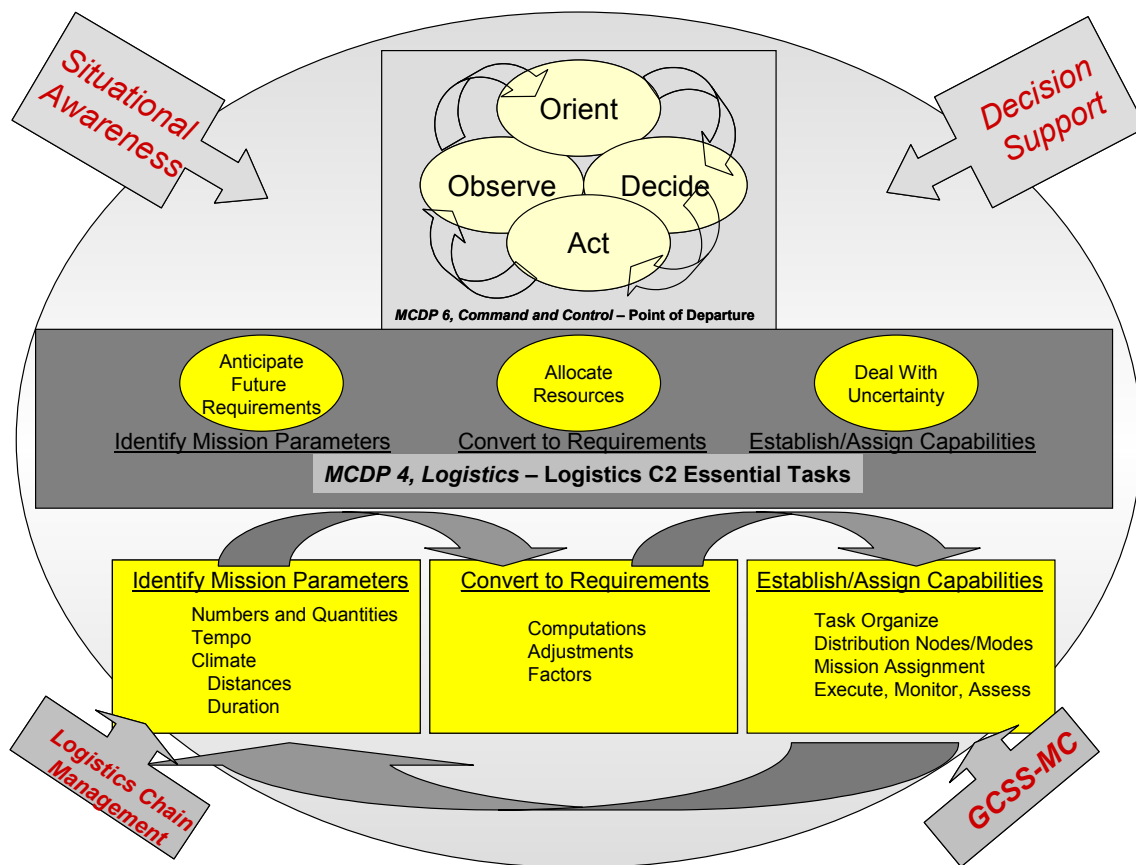 Situational
Awareness
Decision
Support
Orient
Observe
Decide
Act
MCDP 6, Command and Control – Point of Departure
Anticipate
Future
Requirements
Allocate
Resources
Deal With
Uncertainty
Identify Mission Parameters
Convert to Requirements
Establish/Assign Capabilities
MCDP 4, Logistics – Logistics C2 Essential Tasks
Identify Mission Parameters
Numbers and Quantities
Tempo
Climate
Distances
Duration
Convert to Requirements
Computations
Adjustments
Factors
Establish/Assign Capabilities
Task Organize
Distribution Nodes/Modes
Mission Assignment
Execute, Monitor, Assess
Logistics Chain
Management
GCSS-MC